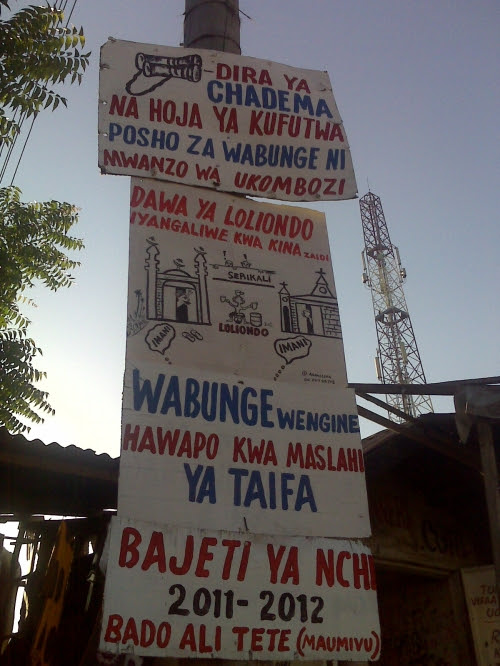 DIRA YA
CHADEMA
NA HOJA YA KUFUTWA
POSHO ZA WABUNGE NI
MWANZO WA UKOMBOZI
DAWA YA LOLIONDO
IYANGALIWE KWA KINA ZAIDI
SERIKALI
LOLIONDO
IMANI
IMANI
WABUNGE WENGINE
HAWAPO KWA MASLAHI
YA TAIFA
BAJETI YA NCHI
2011-2012
BADO ALI TETE (MAUMIVU)